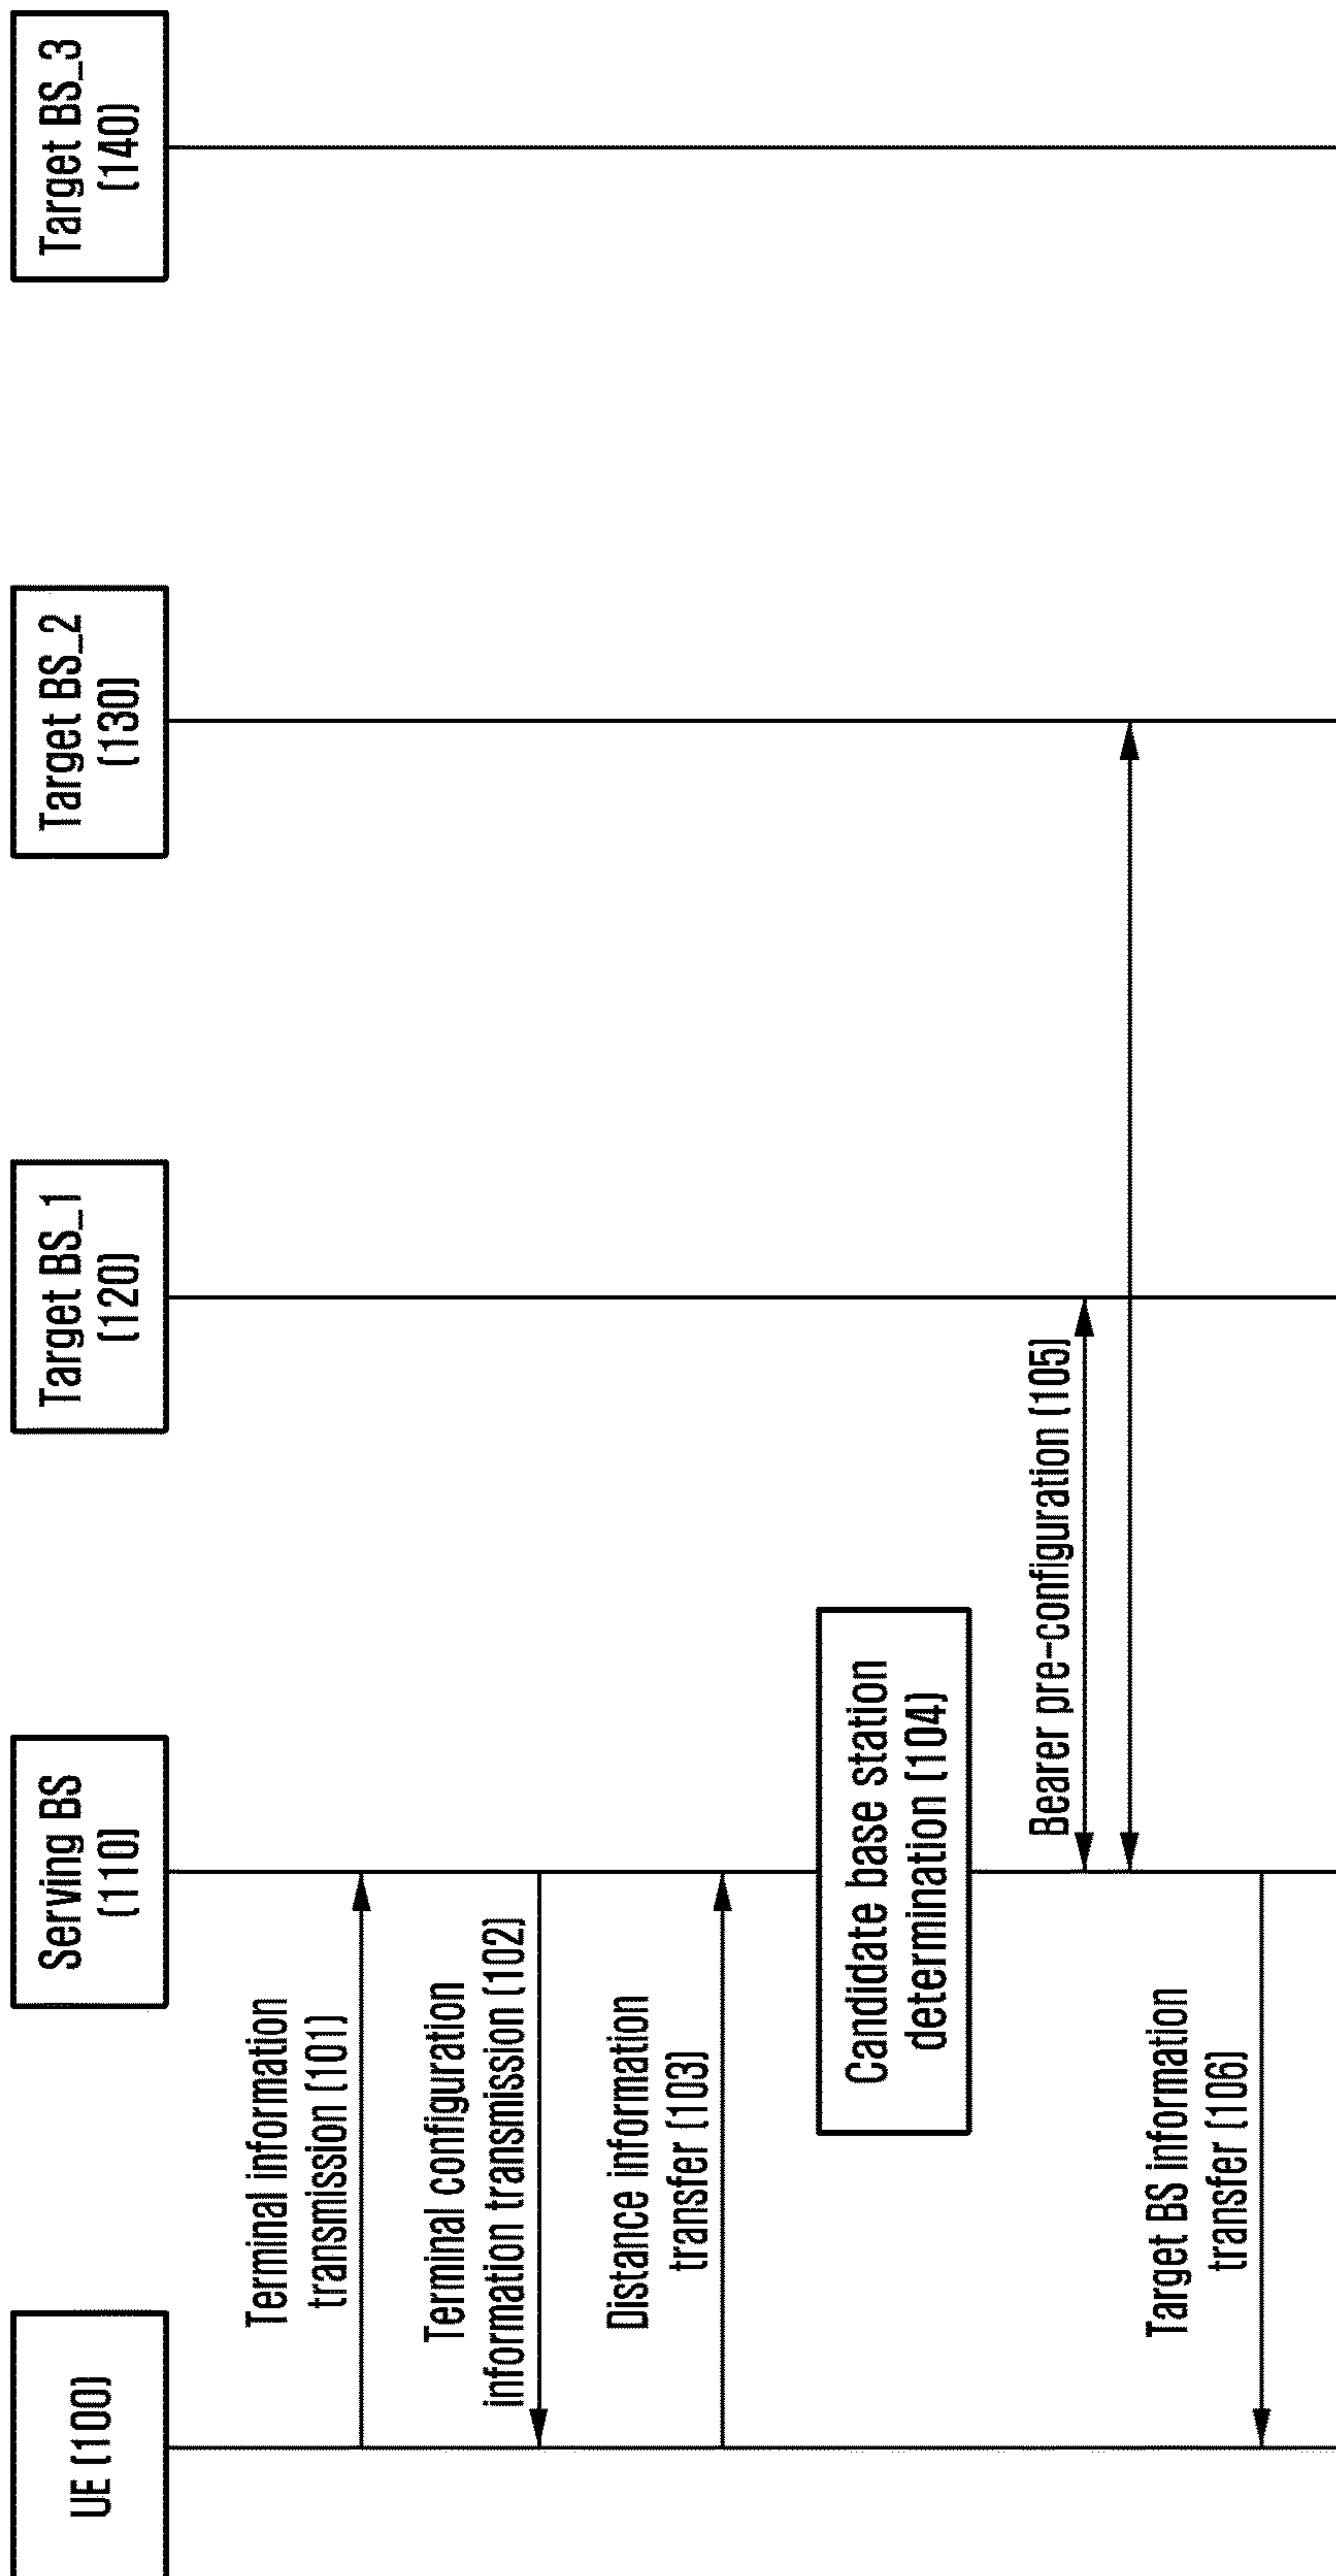 UE (100)
Serving BS
(110)
Target BS_1
(120)
Target BS_2
(130)
Target BS_3
(140)
Terminal information
transmission (101)
Terminal configuration
information transmission (102)
Distance information
transfer (103)
Candidate base station
determination (104)
Bearer pre-configuration (105)
Target BS information
transfer (106)